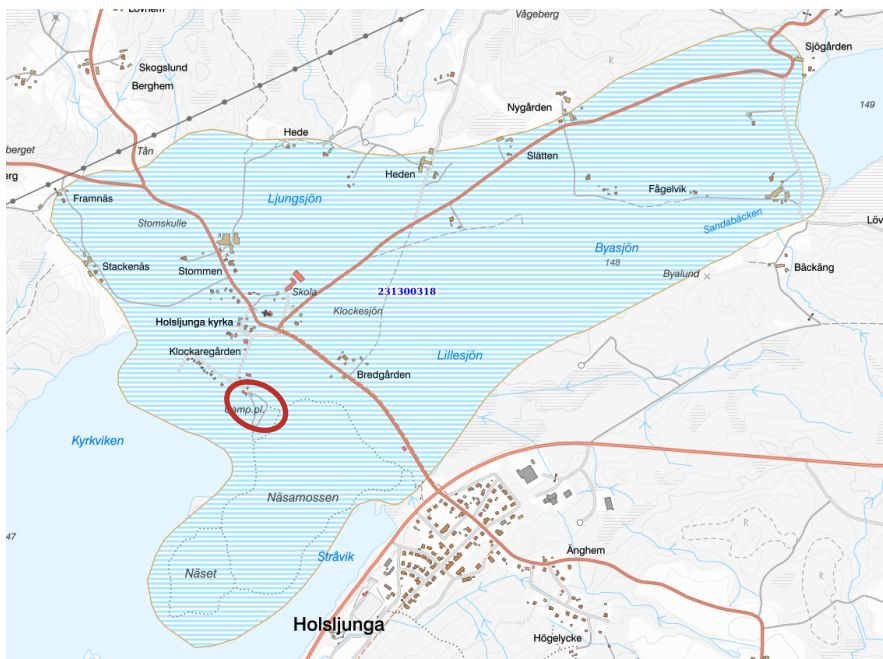 Lövhem
Vågeberg
Skogslund
Berghem
Sjögården
149
Nygården
Hede
berget
Tån
Slätten
rg
Heden
Framnäs
Ljungsjön
Fågelvik
Stomskulle
Sandabäcken
Löv
Byasjön
148
Stackenäs
Stommen
Byalund
Bäckäng
Skola
231300318
Klockesjön
Holsljunga kyrka
Klockaregården
Lillesjön
Bredgården
Camp.pl.
Kyrkviken
Näsamossen
47
Stråvik
Änghem
Näset
Holsljunga
Högelycke